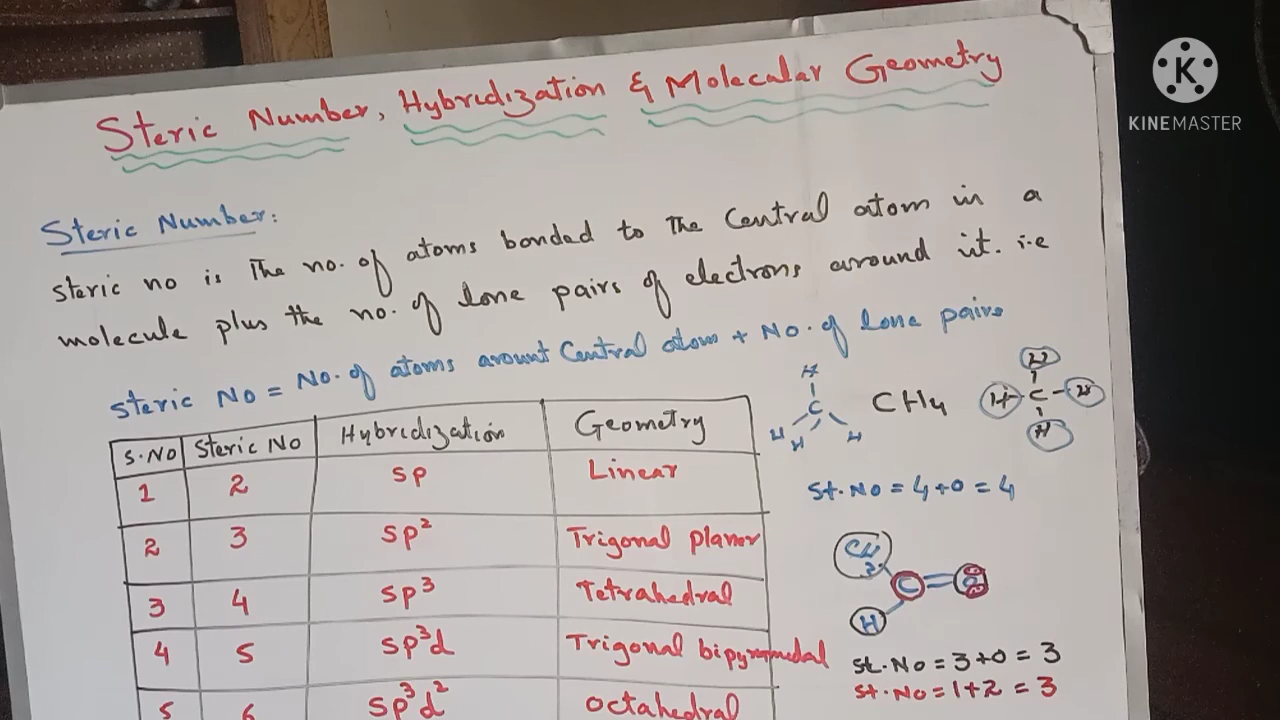 Steric Number, Hybridization & Molecular Geometry
KINEMASTER
Steric Number:
Steric no is The no. of atoms bonded to The Central atom in a
molecule plus the no. of lone pairs of electrons around it. i.e
Steric No = No. of atoms arount Central atom + No. of lone pairs
S.NO Steric No Hybridization Geometry
1 2 sp Linear
2 3 sp² Trigonal planer
3 4 sp³ Tetrahedral
4 5 sp³d Trigonal bipyrmedal
5 6 sp³d² Octahedral
H
C
H H H
CH4
H
H C H
H
St. No = 4+0 = 4
CH3
C = O
H
St. No = 3+0 = 3
St. No = 1+2 = 3